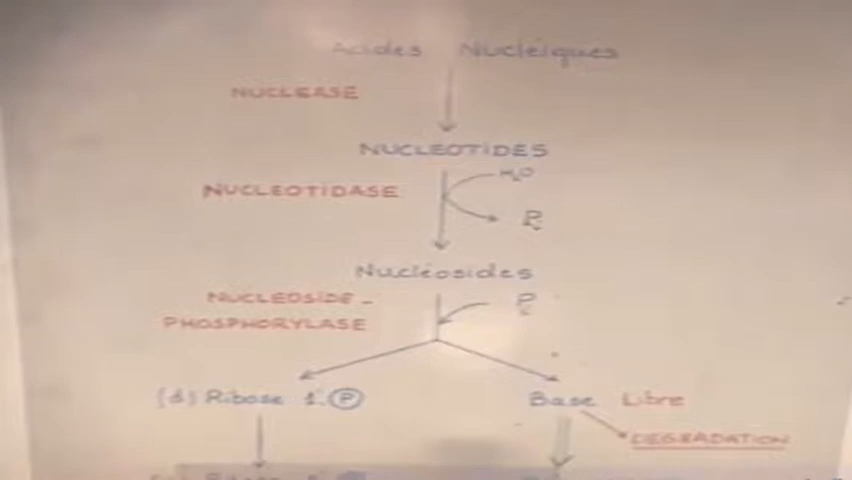 Acides Nucléiques
NUCLEASE
NUCLEOTIDES
H2O
NUCLEOTIDASE
Pi
Nucléosides
NUCLEOSIDE-
Pi
PHOSPHORYLASE
(d) Ribose 1 P
Base Libre
DEGRADATION